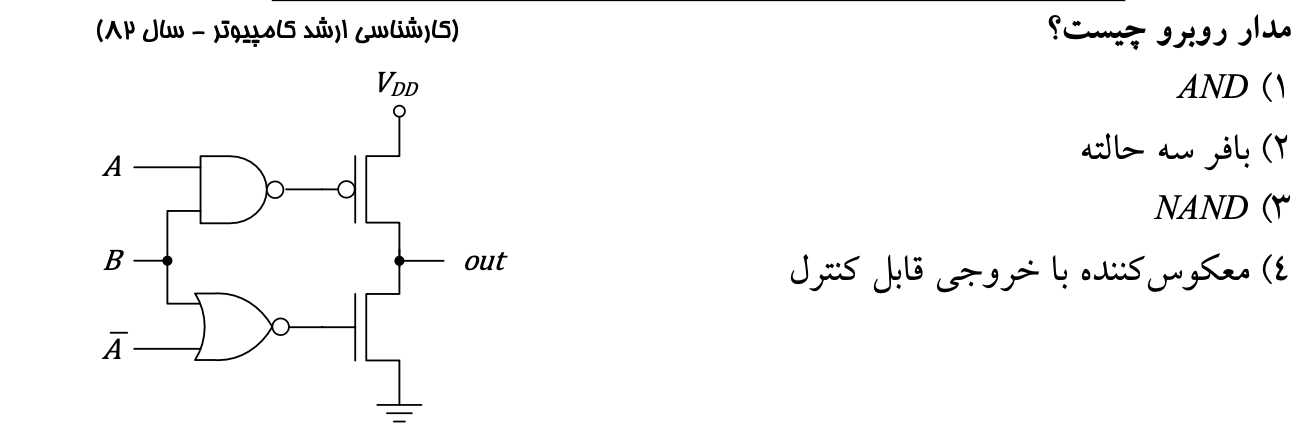 مدار روبرو چیست؟ (کارشناسی ارشد کامپیوتر – سال ۸۲)
۱) AND
۲) بافر سه حالته
۳) NAND
٤) معکوس‌کننده با خروجی قابل کنترل
V_DD
A
B
out
Ā